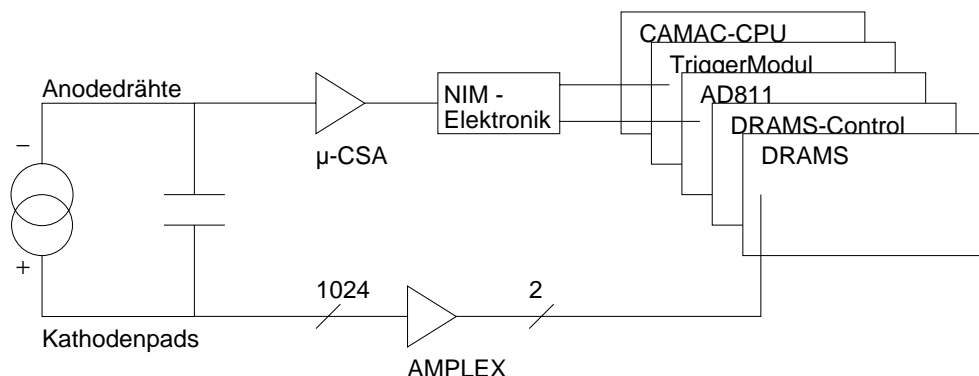 CAMAC-CPU
TriggerModul
AD811
DRAMS-Control
DRAMS
Anodedrähte
NIM -
Elektronik
µ-CSA
−
+
1024
2
Kathodenpads
AMPLEX